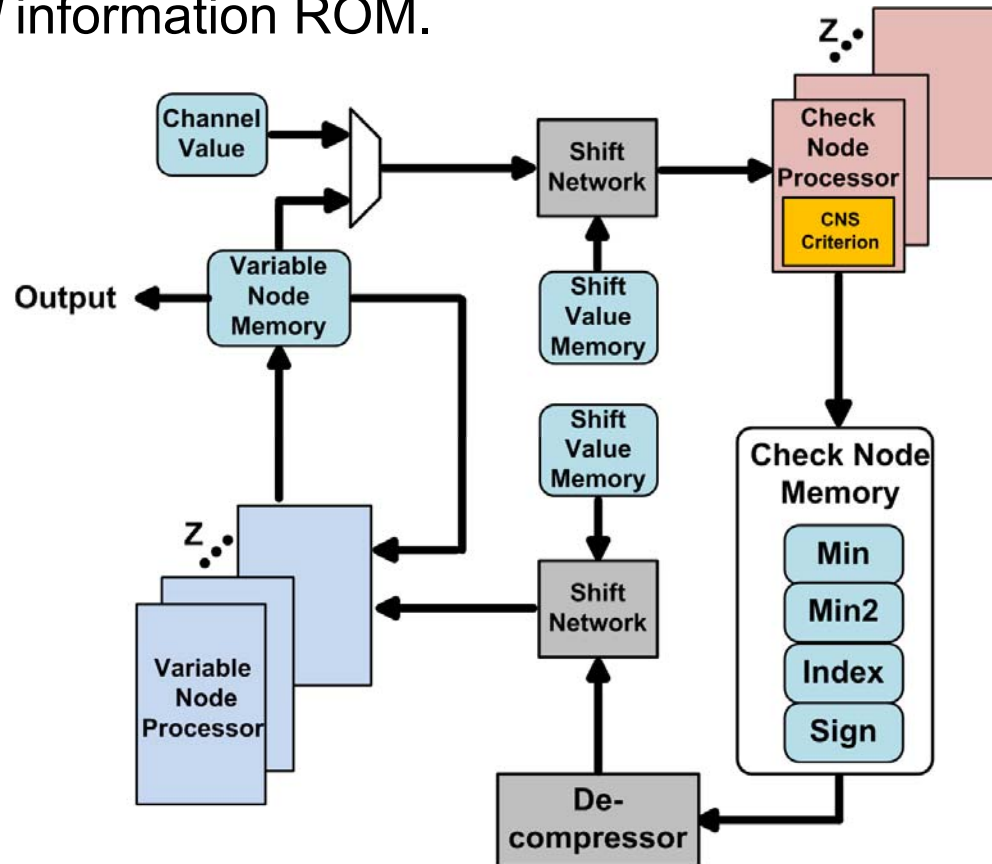 information ROM.
Z
Channel
Value
Shift
Network
Check
Node
Processor
CNS
Criterion
Variable
Node
Memory
Output
Shift
Value
Memory
Shift
Value
Memory
Check Node
Memory
Min
Min2
Index
Sign
Z
Shift
Network
Variable
Node
Processor
De-
compressor